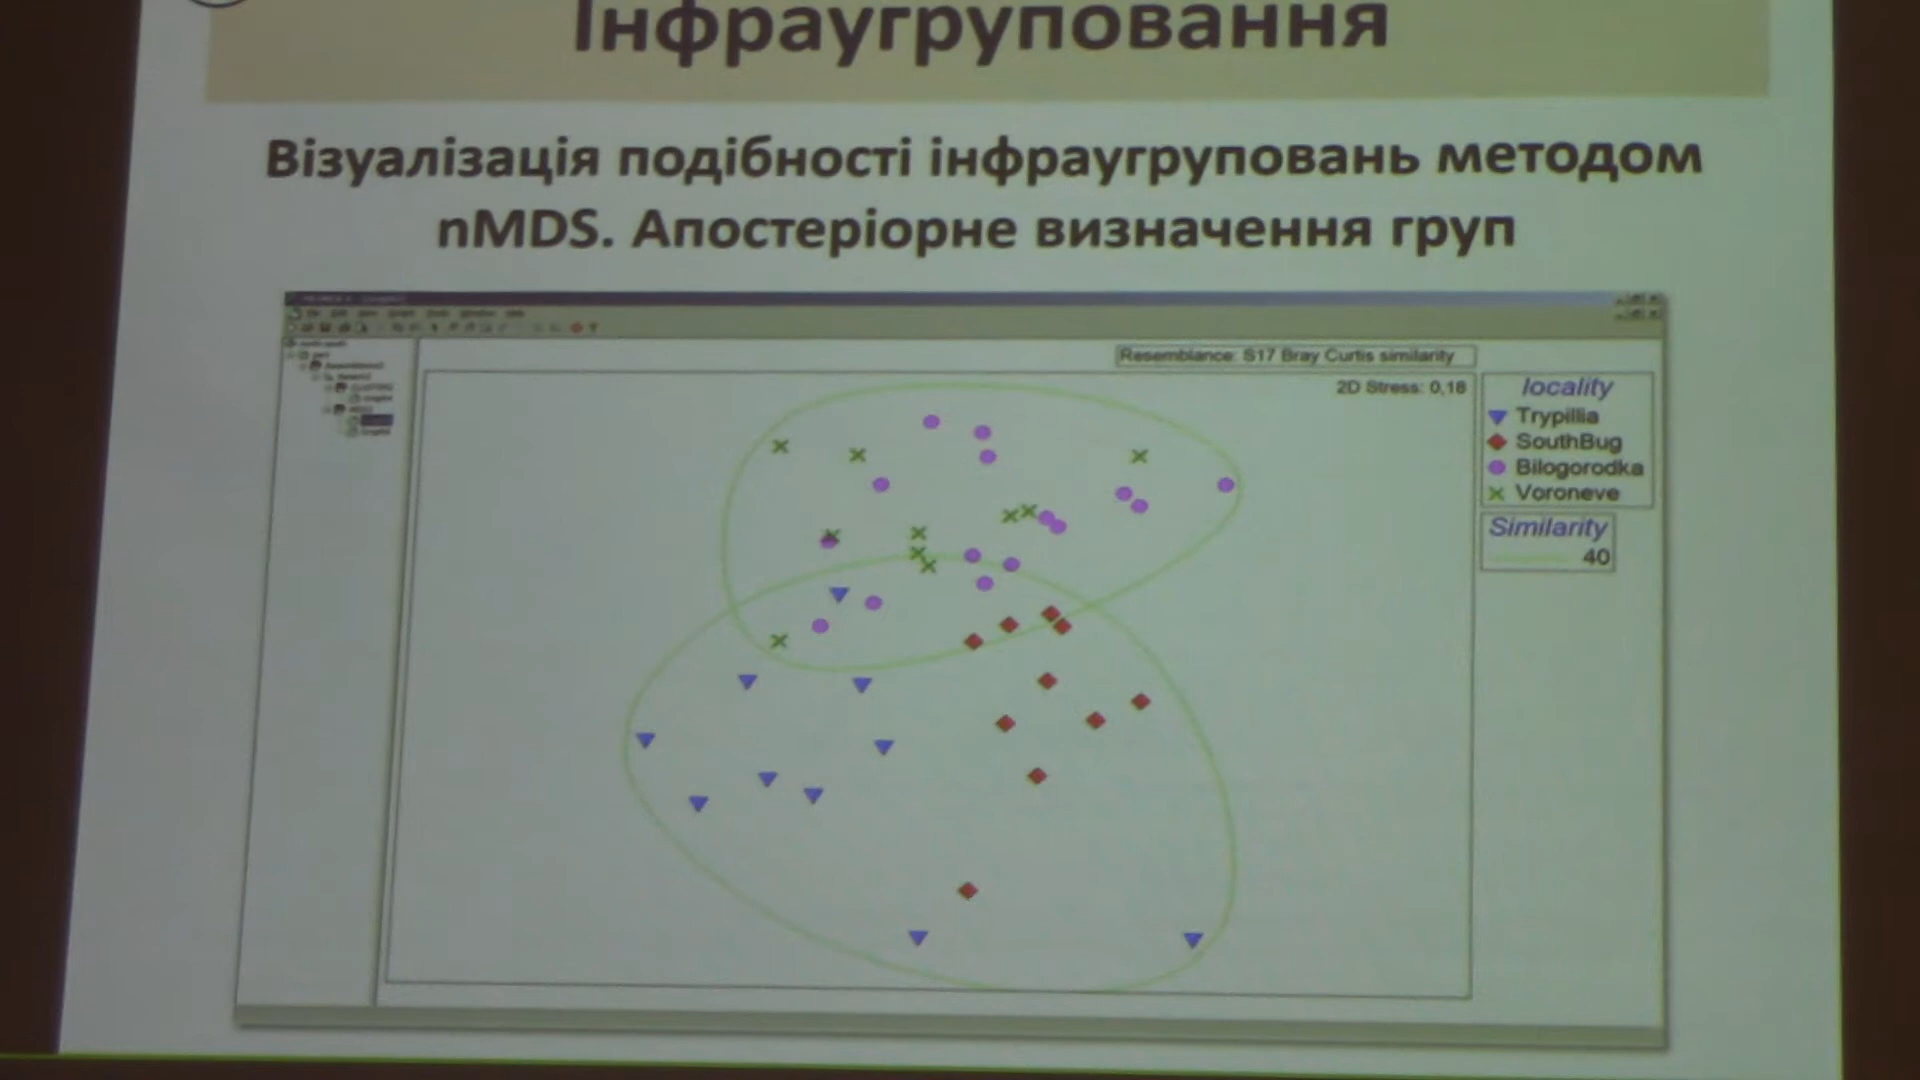 Інфраугруповання
Візуалізація подібності інфраугруповань методом
nMDS. Апостеріорне визначення груп
Resemblance: S17 Bray Curtis similarity
2D Stress: 0,18
locality
Trypillia
SouthBug
Bilogorodka
Voroneve
Similarity
40